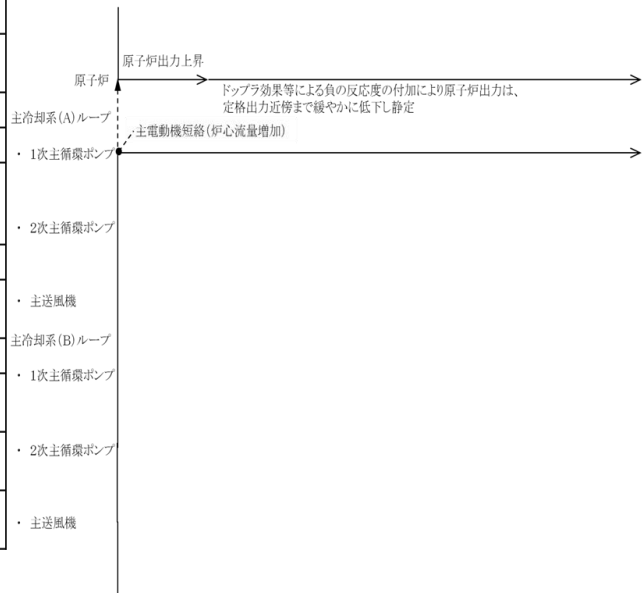 原子炉出力上昇
原子炉
ドップラ効果等による負の反応度の付加により原子炉出力は、
定格出力近傍まで緩やかに低下し静定
主冷却系(A)ループ
主電動機短絡(炉心流量増加)
・ 1次主循環ポンプ
・ 2次主循環ポンプ
・ 主送風機
主冷却系(B)ループ
・ 1次主循環ポンプ
・ 2次主循環ポンプ
・ 主送風機